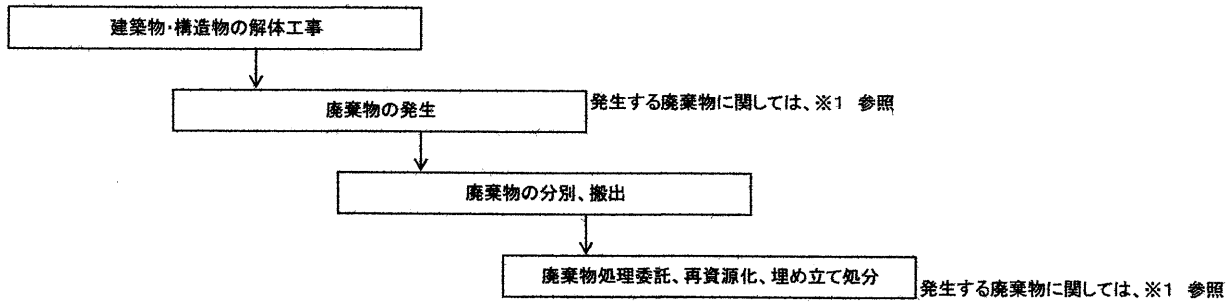 建築物・構造物の解体工事
廃棄物の発生
発生する廃棄物に関しては、※1 参照
廃棄物の分別、搬出
廃棄物処理委託、再資源化、埋め立て処分
発生する廃棄物に関しては、※1 参照